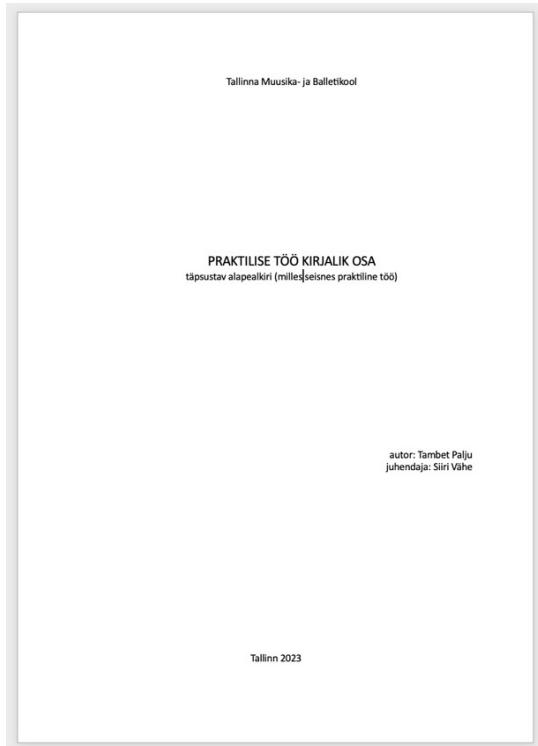 Tallinna Muusika- ja Balletikool
PRAKTILISE TÖÖ KIRJALIK OSA
täpsustav alapealkiri (milles seisnes praktiline töö)
autor: Tambet Palju
juhendaja: Siiri Vähe
Tallinn 2023